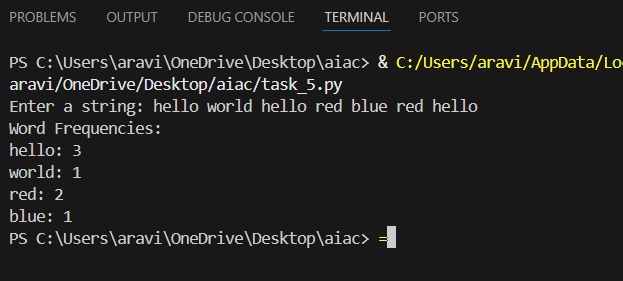 PROBLEMS OUTPUT DEBUG CONSOLE TERMINAL PORTS
PS C:\Users\aravi\OneDrive\Desktop\aiac> & C:/Users/aravi/AppData/Lo
aravi/OneDrive/Desktop/aiac/task_5.py
Enter a string: hello world hello red blue red hello
Word Frequencies:
hello: 3
world: 1
red: 2
blue: 1
PS C:\Users\aravi\OneDrive\Desktop\aiac> =